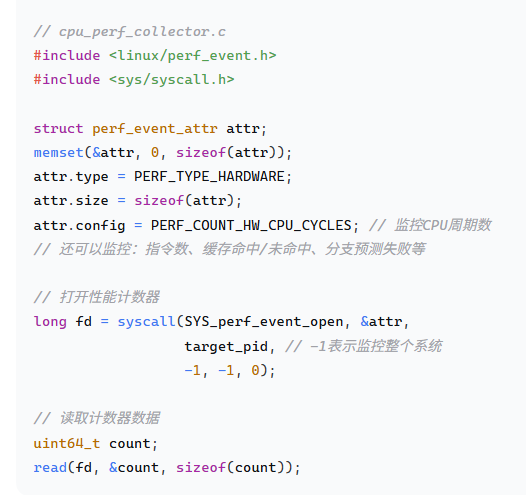 // cpu_perf_collector.c
#include <linux/perf_event.h>
#include <sys/syscall.h>

struct perf_event_attr attr;
memset(&attr, 0, sizeof(attr));
attr.type = PERF_TYPE_HARDWARE;
attr.size = sizeof(attr);
attr.config = PERF_COUNT_HW_CPU_CYCLES; // 监控CPU周期数
// 还可以监控：指令数、缓存命中/未命中、分支预测失败等

// 打开性能计数器
long fd = syscall(SYS_perf_event_open, &attr,
                  target_pid, // -1表示监控整个系统
                  -1, -1, 0);

// 读取计数器数据
uint64_t count;
read(fd, &count, sizeof(count));